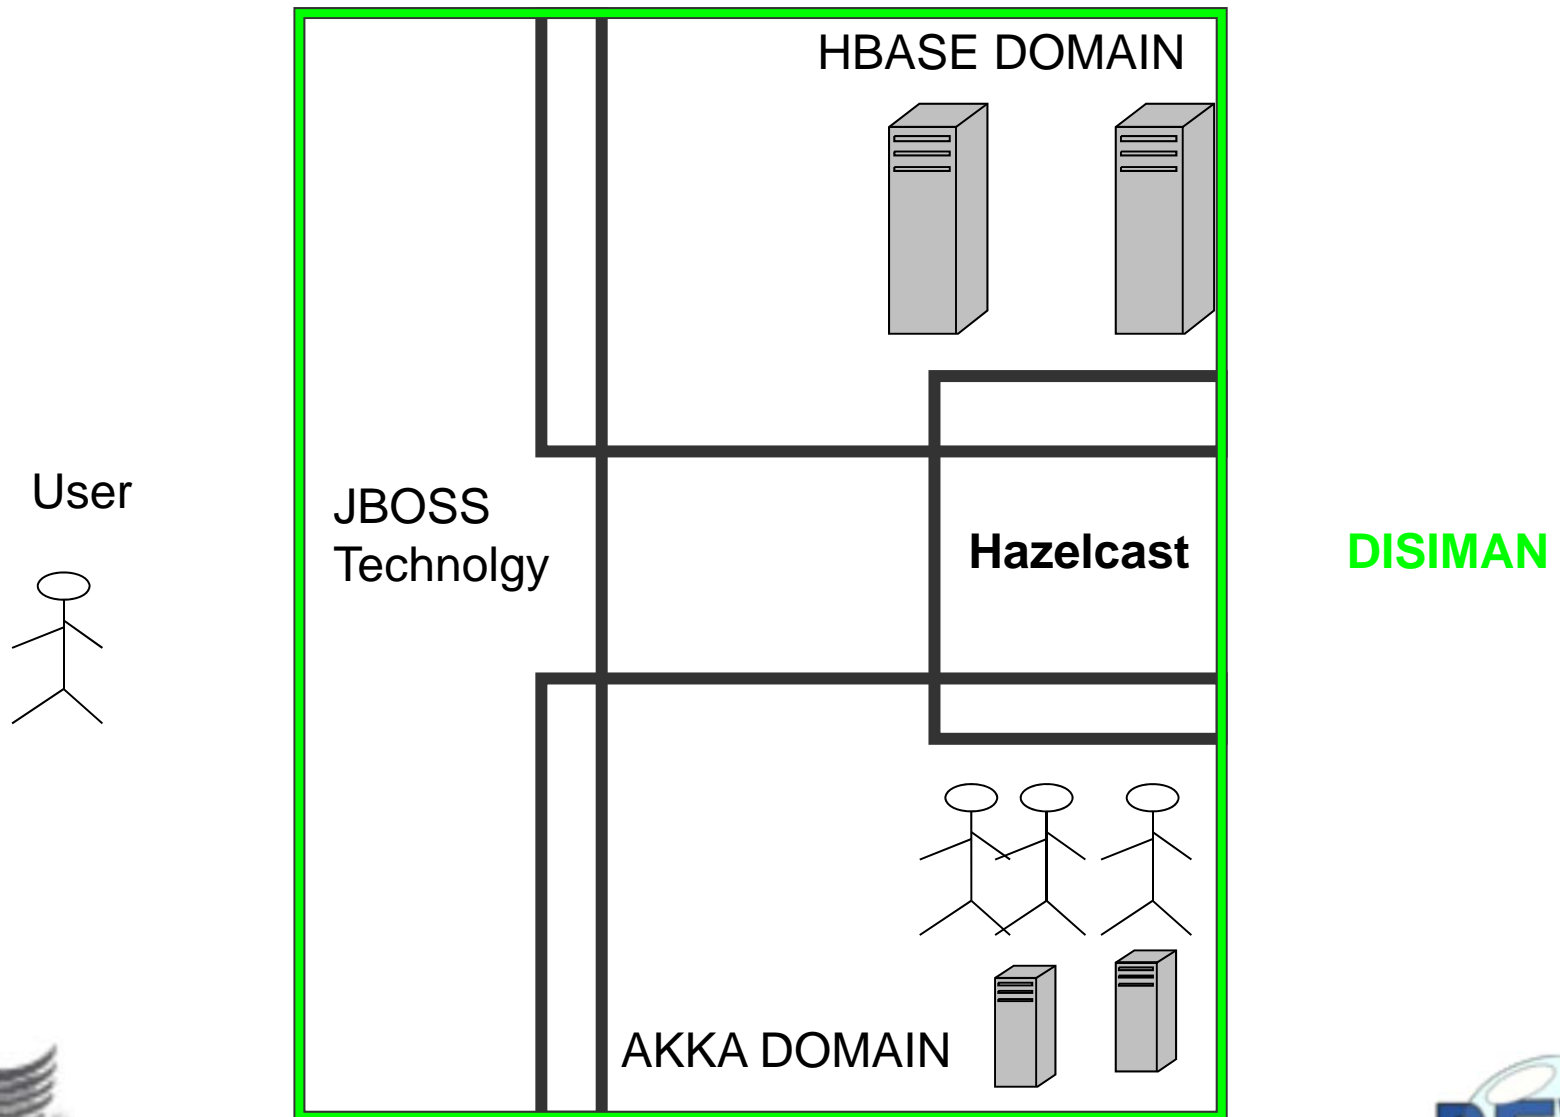 HBASE DOMAIN
User
JBOSS
Technolgy
Hazelcast
DISIMAN
AKKA DOMAIN